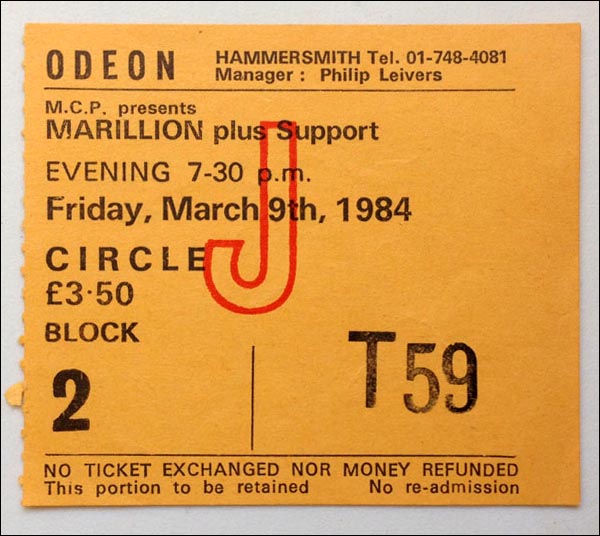 ODEON
HAMMERSMITH Tel. 01-748-4081
Manager : Philip Leivers
M.C.P. presents
MARILLION plus Support
EVENING 7-30 p.m.
Friday, March 9th, 1984
J
CIRCLE
£3·50
BLOCK
2
T59
NO TICKET EXCHANGED NOR MONEY REFUNDED
This portion to be retained No re-admission